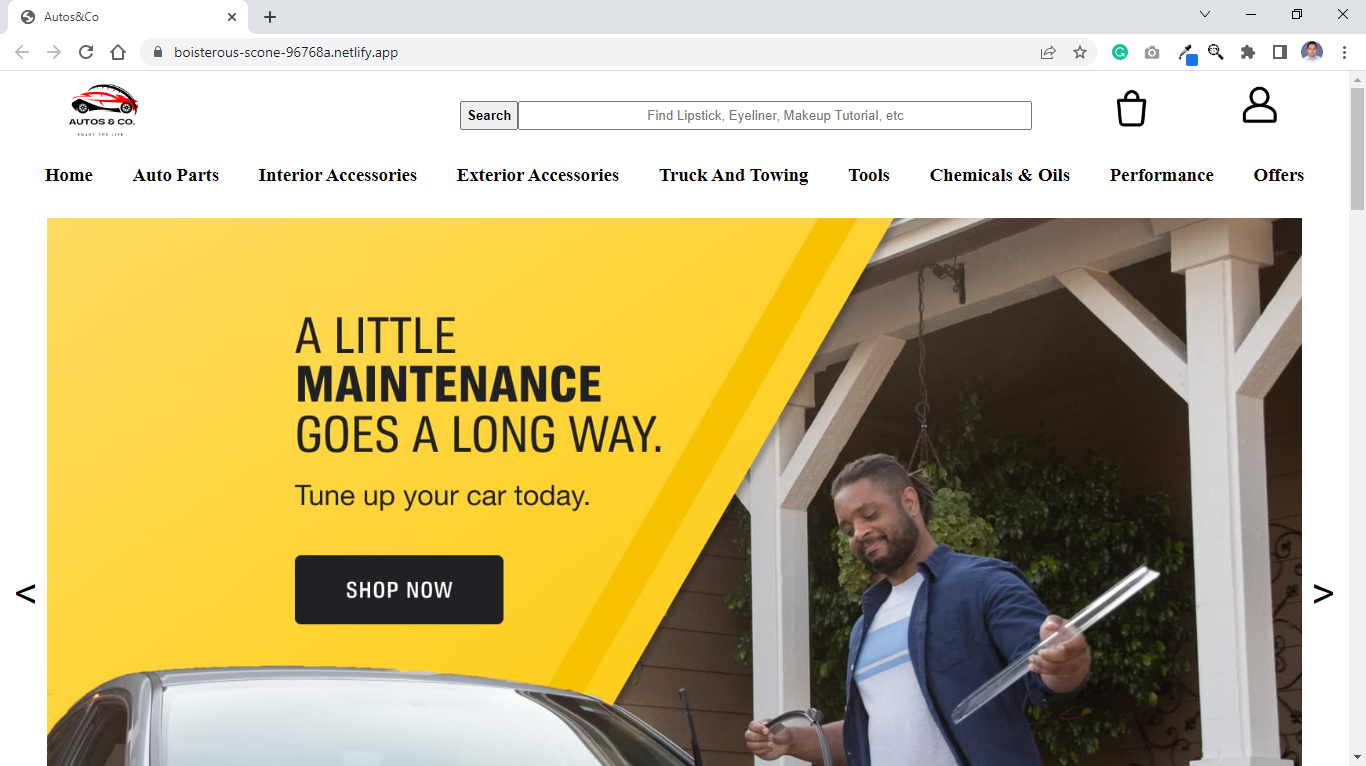 Autos&Co
boisterous-scone-96768a.netlify.app
AUTOS & CO.
ENJOY THE LIFE
Search
Find Lipstick, Eyeliner, Makeup Tutorial, etc
Home Auto Parts Interior Accessories Exterior Accessories Truck And Towing Tools Chemicals & Oils Performance Offers
A LITTLE
MAINTENANCE
GOES A LONG WAY.
Tune up your car today.
SHOP NOW
< >